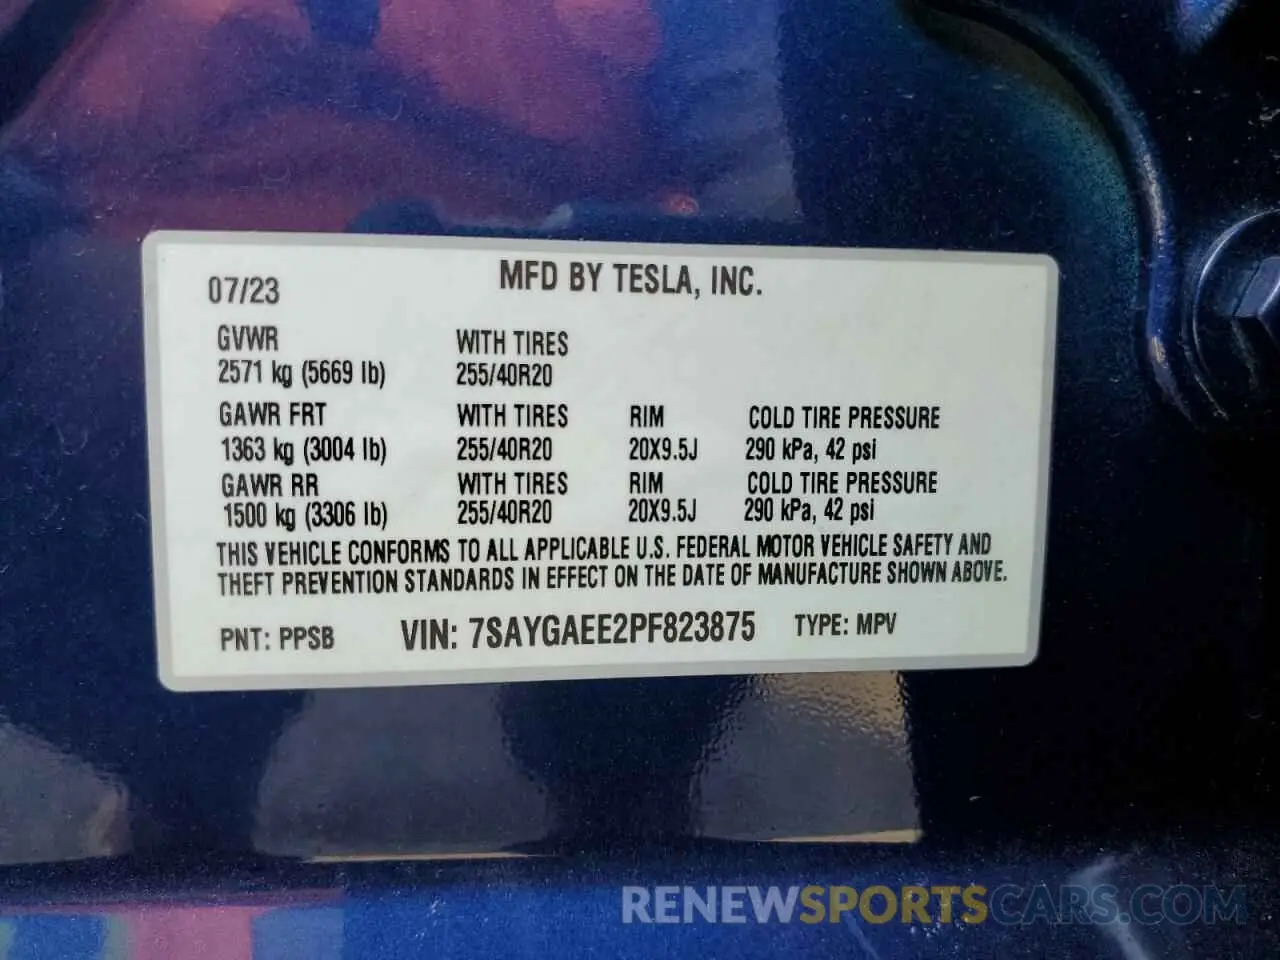 MFD BY TESLA, INC.
07/23
GVWR WITH TIRES
2571 kg (5669 lb) 255/40R20
GAWR FRT WITH TIRES RIM COLD TIRE PRESSURE
1363 kg (3004 lb) 255/40R20 20X9.5J 290 kPa, 42 psi
GAWR RR WITH TIRES RIM COLD TIRE PRESSURE
1500 kg (3306 lb) 255/40R20 20X9.5J 290 kPa, 42 psi
THIS VEHICLE CONFORMS TO ALL APPLICABLE U.S. FEDERAL MOTOR VEHICLE SAFETY AND
THEFT PREVENTION STANDARDS IN EFFECT ON THE DATE OF MANUFACTURE SHOWN ABOVE.
PNT: PPSB VIN: 7SAYGAEE2PF823875 TYPE: MPV
RENEWSPORTSCARS.COM